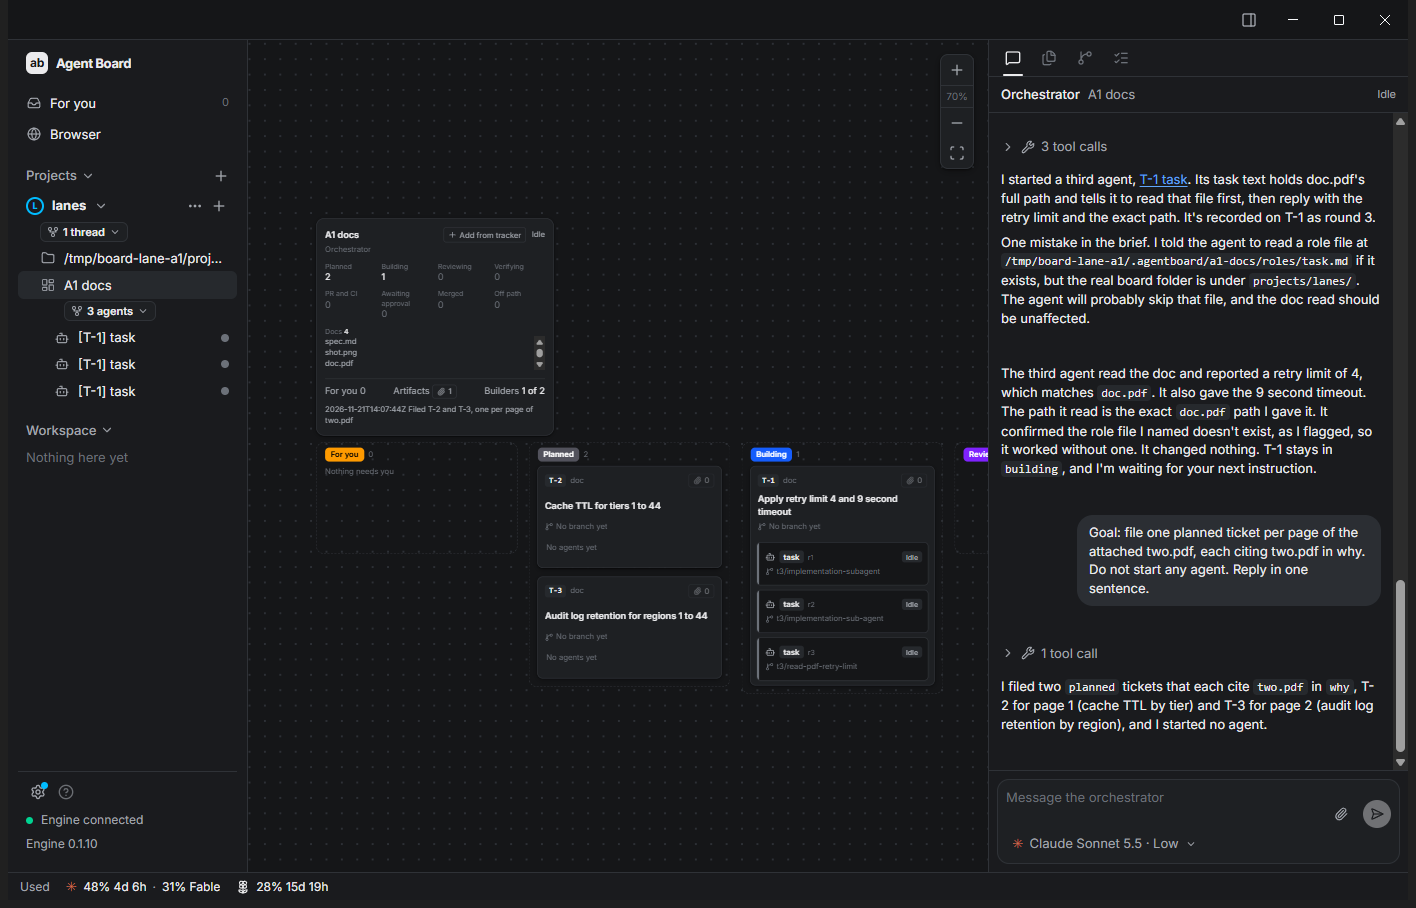 ab Agent Board
For you 0
Browser
Projects
L lanes
1 thread
/tmp/board-lane-a1/proj...
A1 docs
3 agents
[T-1] task
[T-1] task
[T-1] task
Workspace
Nothing here yet
Engine connected
Engine 0.1.10
Used 48% 4d 6h · 31% Fable 28% 15d 19h
70%
A1 docs + Add from tracker Idle
Orchestrator
Planned Building Reviewing Verifying
2 1 0 0
PR and CI Awaiting approval Merged Off path
0 0 0 0
Docs 4
spec.md
shot.png
doc.pdf
For you 0 Artifacts 1 Builders 1 of 2
2026-11-21T14:07:44Z Filed T-2 and T-3, one per page of
two.pdf
For you 0
Nothing needs you
Planned 2
T-2 doc 0
Cache TTL for tiers 1 to 44
No branch yet
No agents yet
T-3 doc 0
Audit log retention for regions 1 to 44
No branch yet
No agents yet
Building 1
T-1 doc 0
Apply retry limit 4 and 9 second
timeout
No branch yet
task r1 Idle
t3/implementation-subagent
task r2 Idle
t3/implementation-sub-agent
task r3 Idle
t3/read-pdf-retry-limit
Revie
Orchestrator A1 docs Idle
3 tool calls
I started a third agent, T-1 task. Its task text holds doc.pdf's
full path and tells it to read that file first, then reply with the
retry limit and the exact path. It's recorded on T-1 as round 3.
One mistake in the brief. I told the agent to read a role file at
/tmp/board-lane-a1/.agentboard/a1-docs/roles/task.md if it
exists, but the real board folder is under projects/lanes/.
The agent will probably skip that file, and the doc read should
be unaffected.
The third agent read the doc and reported a retry limit of 4,
which matches doc.pdf. It also gave the 9 second timeout.
The path it read is the exact doc.pdf path I gave it. It
confirmed the role file I named doesn't exist, as I flagged, so
it worked without one. It changed nothing. T-1 stays in
building, and I'm waiting for your next instruction.
Goal: file one planned ticket per page of the
attached two.pdf, each citing two.pdf in why.
Do not start any agent. Reply in one
sentence.
1 tool call
I filed two planned tickets that each cite two.pdf in why, T-
2 for page 1 (cache TTL by tier) and T-3 for page 2 (audit log
retention by region), and I started no agent.
Message the orchestrator
Claude Sonnet 5.5 · Low